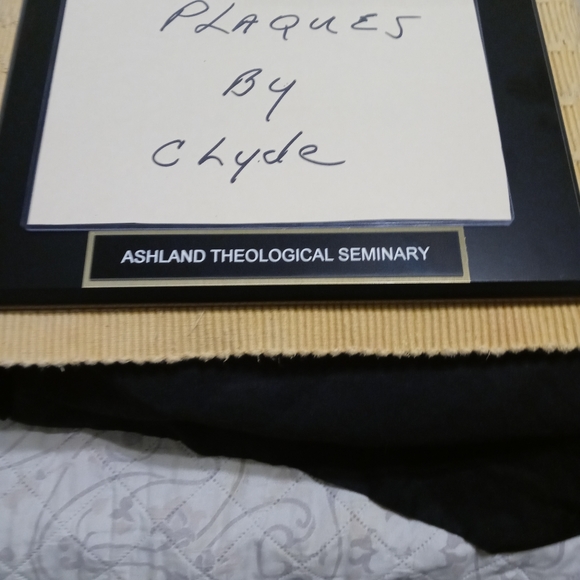 PLAQUES
By
Clyde
ASHLAND THEOLOGICAL SEMINARY